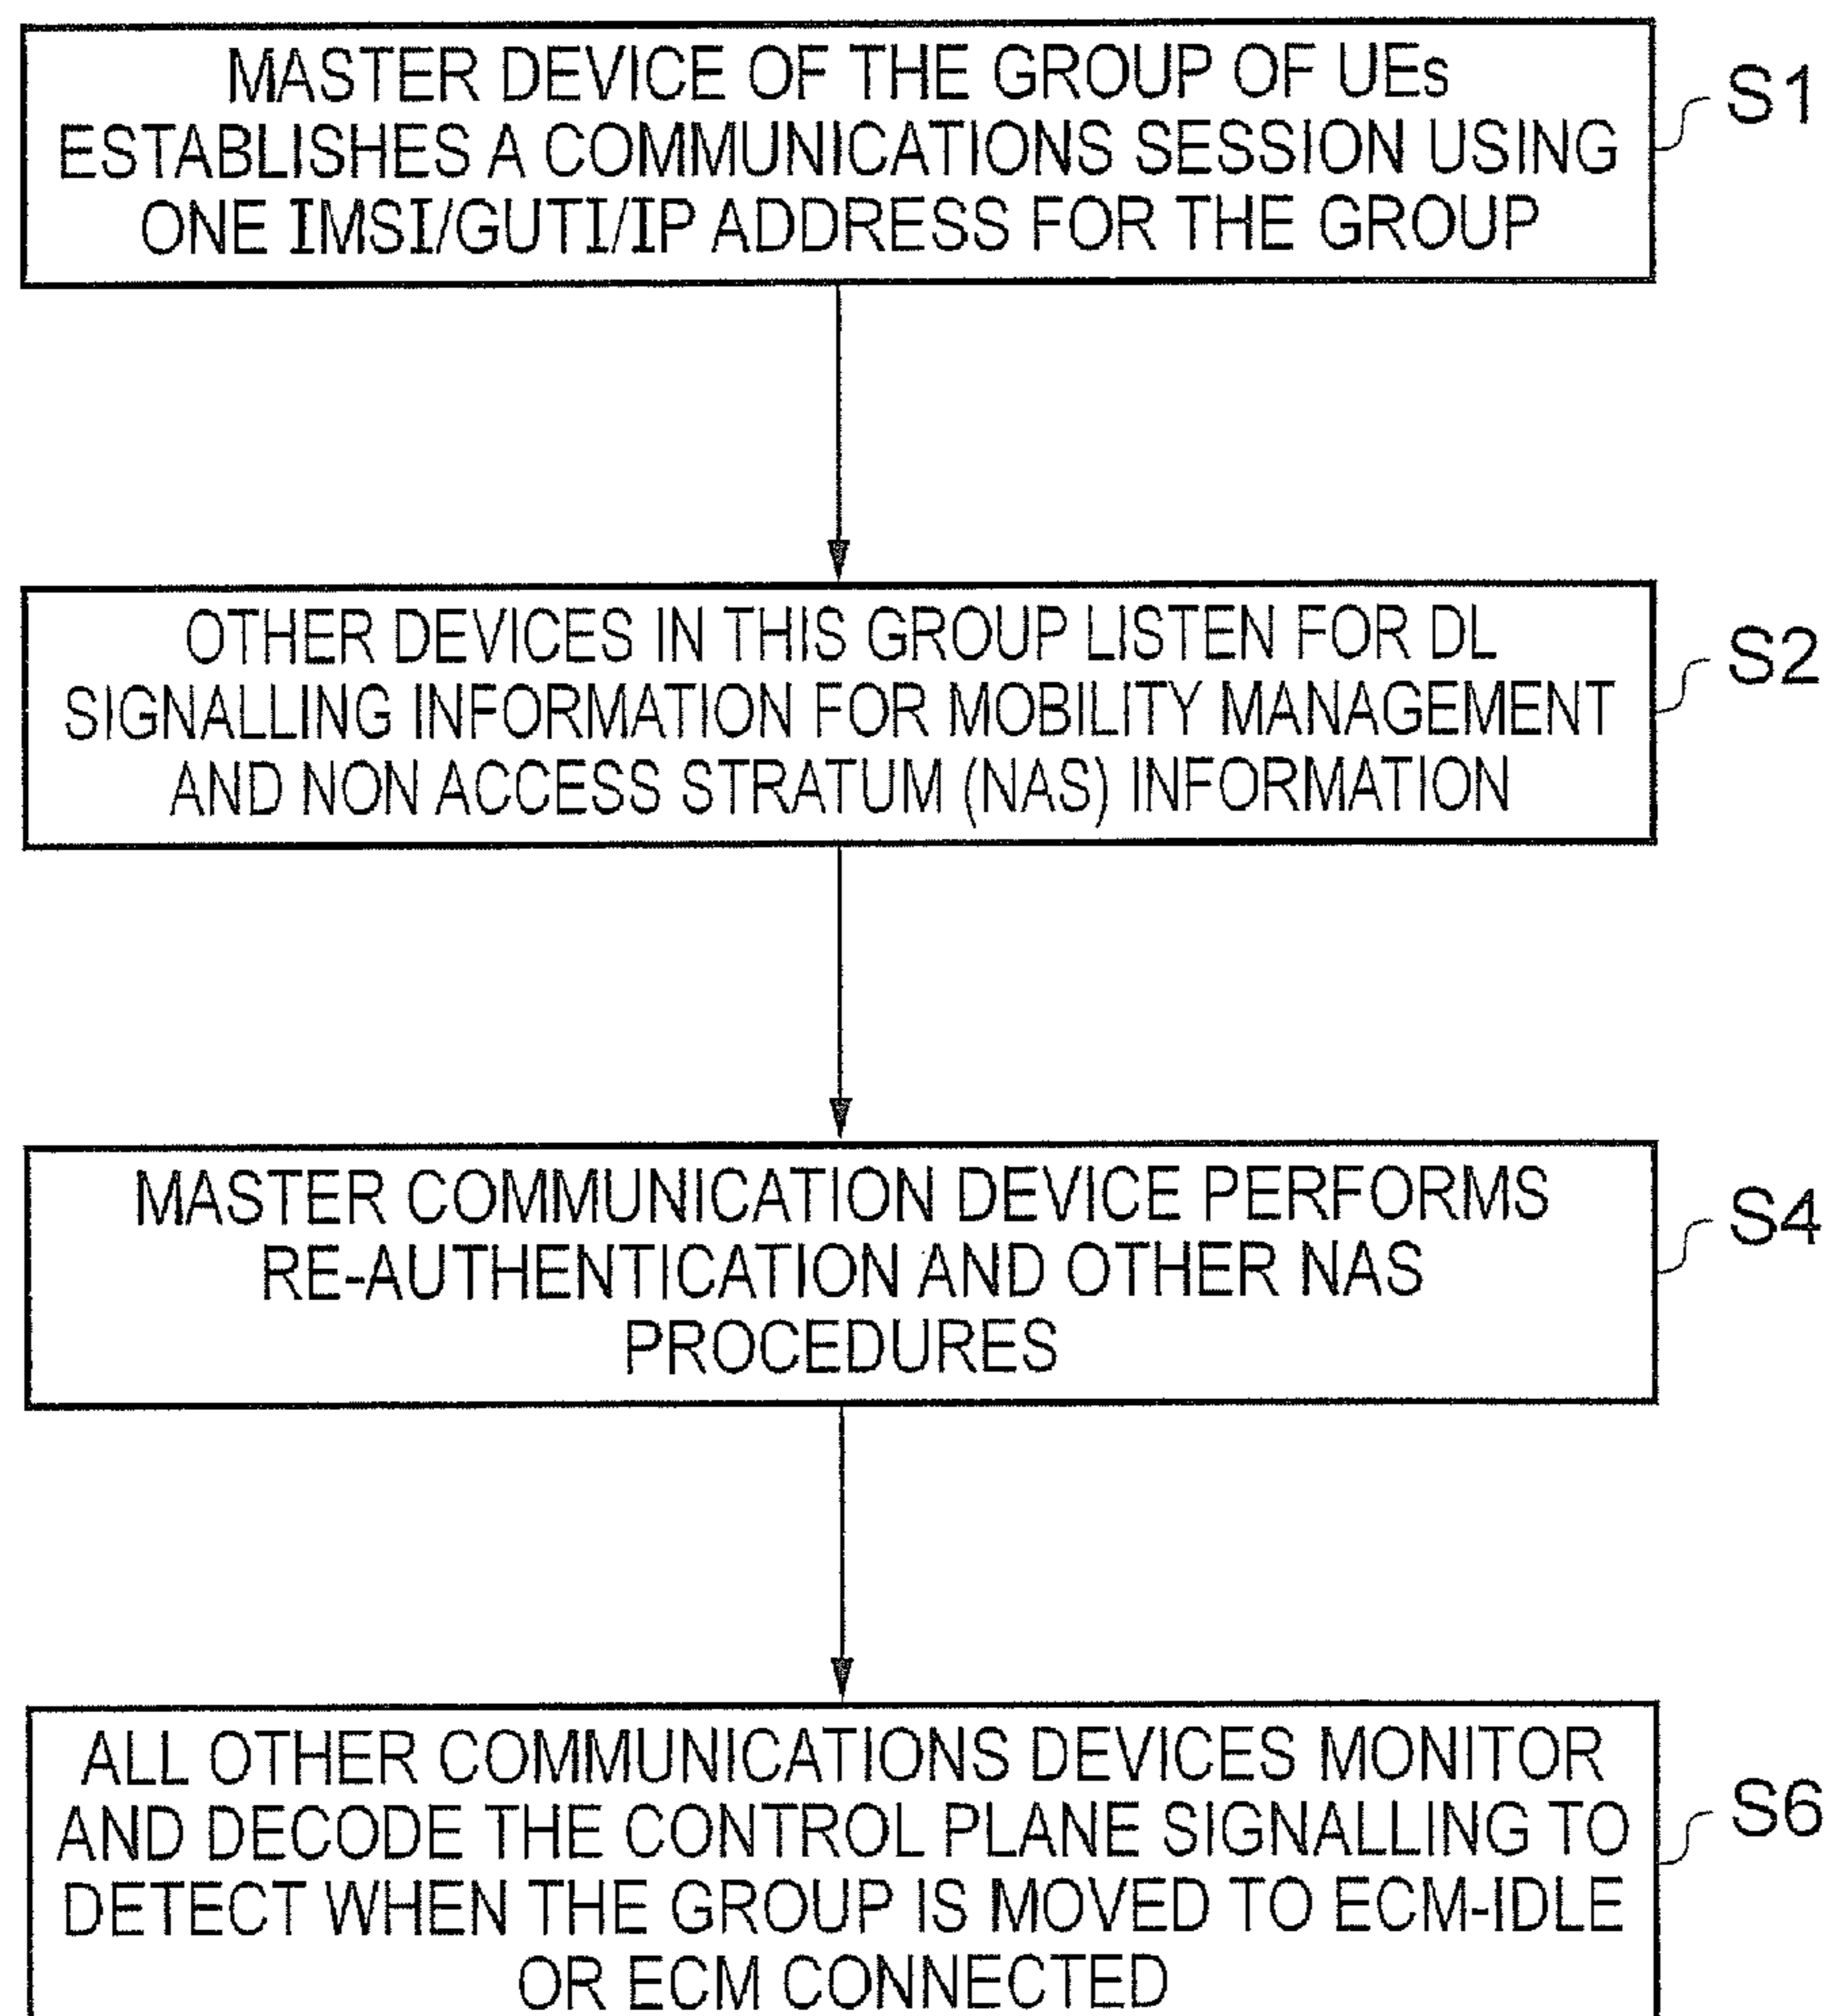 MASTER DEVICE OF THE GROUP OF UEs
ESTABLISHES A COMMUNICATIONS SESSION USING
ONE IMSI/GUTI/IP ADDRESS FOR THE GROUP
S1
OTHER DEVICES IN THIS GROUP LISTEN FOR DL
SIGNALLING INFORMATION FOR MOBILITY MANAGEMENT
AND NON ACCESS STRATUM (NAS) INFORMATION
S2
MASTER COMMUNICATION DEVICE PERFORMS
RE-AUTHENTICATION AND OTHER NAS
PROCEDURES
S4
ALL OTHER COMMUNICATIONS DEVICES MONITOR
AND DECODE THE CONTROL PLANE SIGNALLING TO
DETECT WHEN THE GROUP IS MOVED TO ECM-IDLE
OR ECM CONNECTED
S6